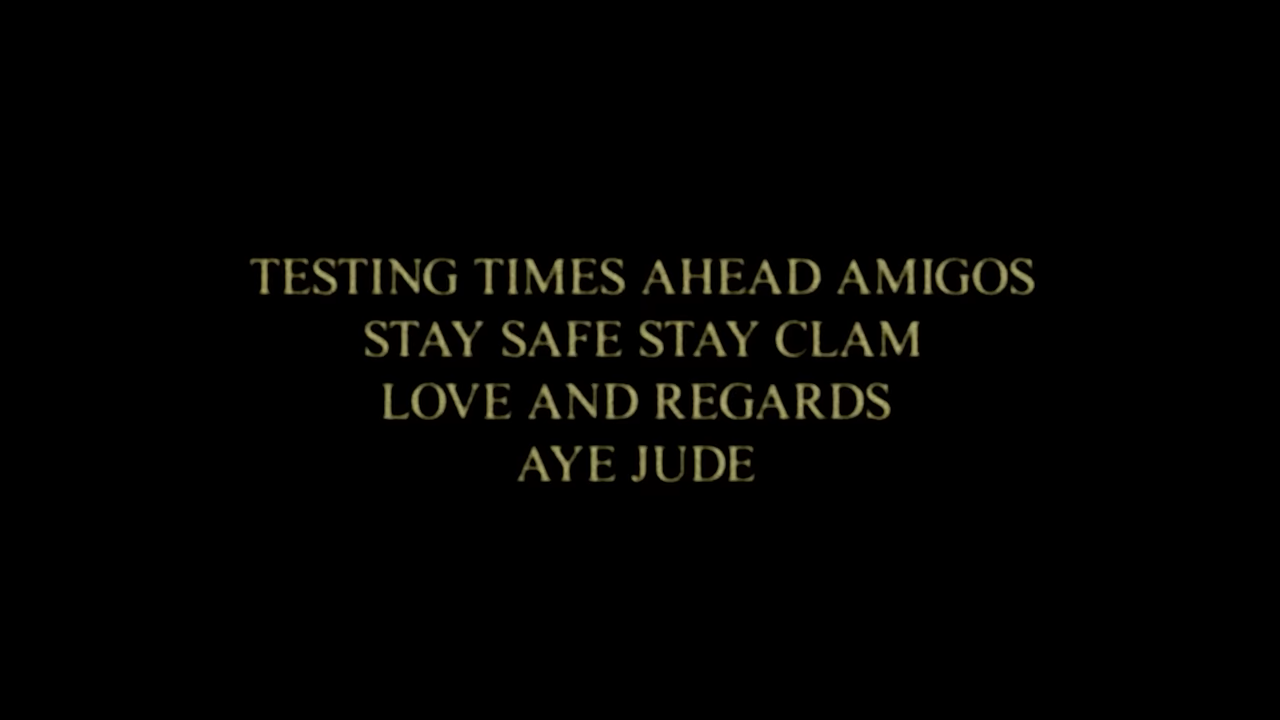 TESTING TIMES AHEAD AMIGOS
STAY SAFE STAY CLAM
LOVE AND REGARDS
AYE JUDE